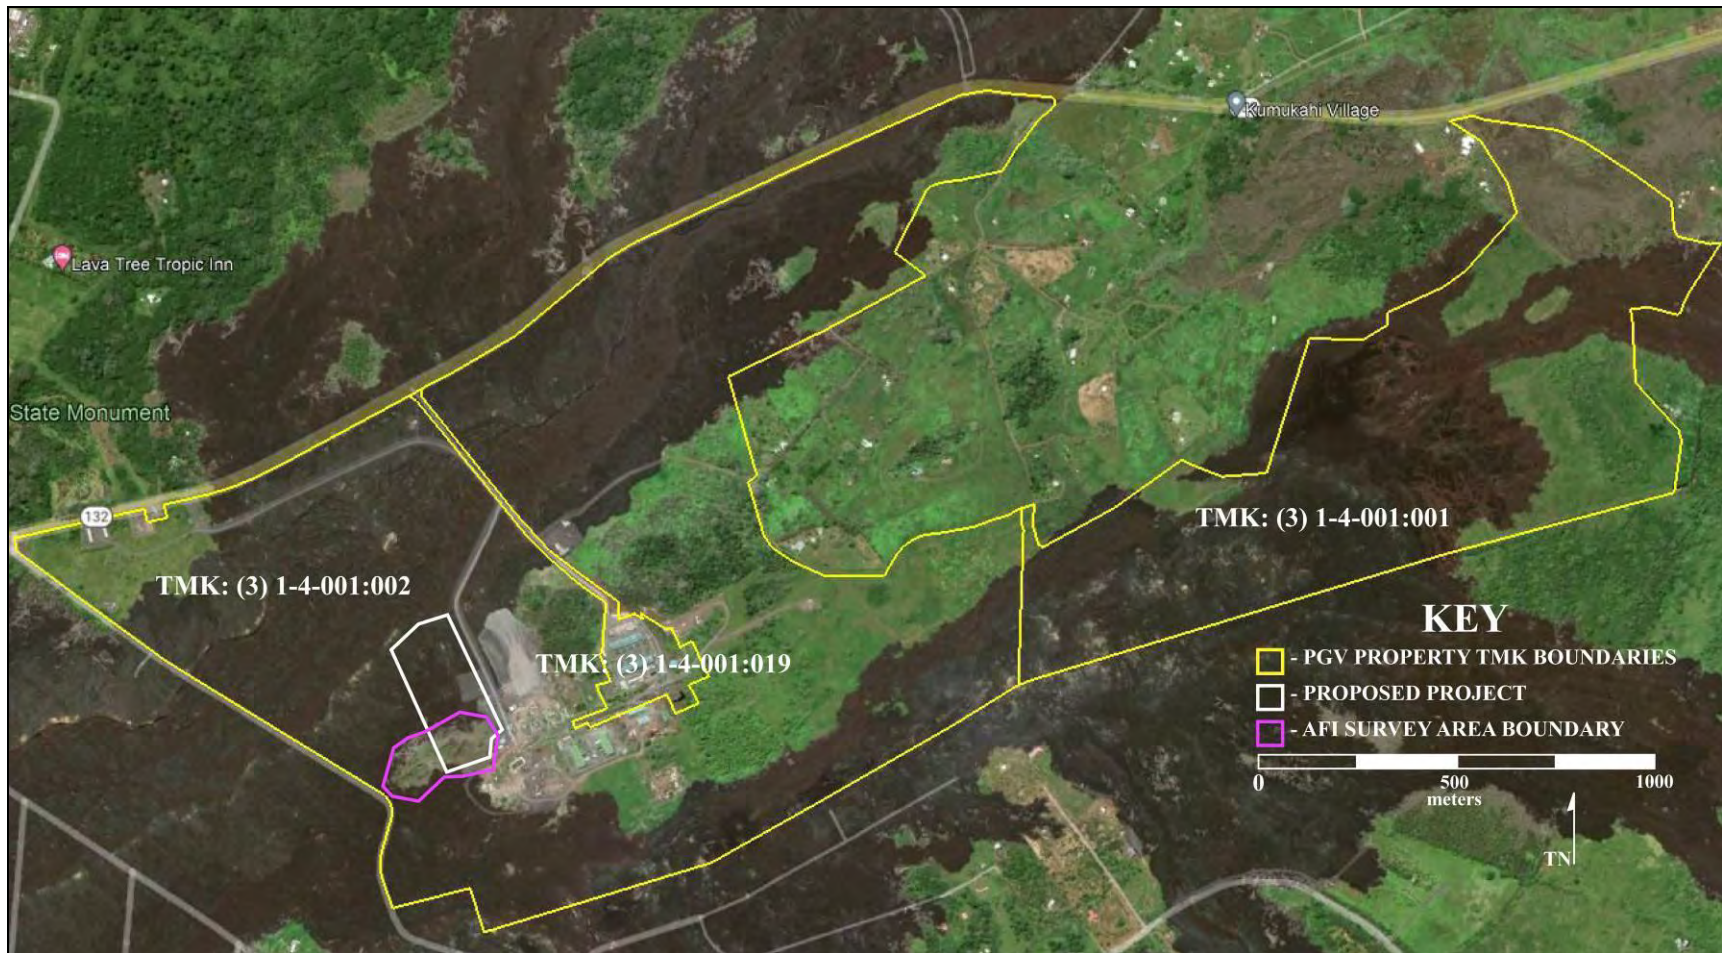 Kumukahi Village
Lava Tree Tropic Inn
State Monument
132
TMK: (3) 1-4-001:001
TMK: (3) 1-4-001:002
TMK: (3) 1-4-001:019
KEY
- PGV PROPERTY TMK BOUNDARIES
- PROPOSED PROJECT
- AFI SURVEY AREA BOUNDARY
0 500 1000
meters
TN